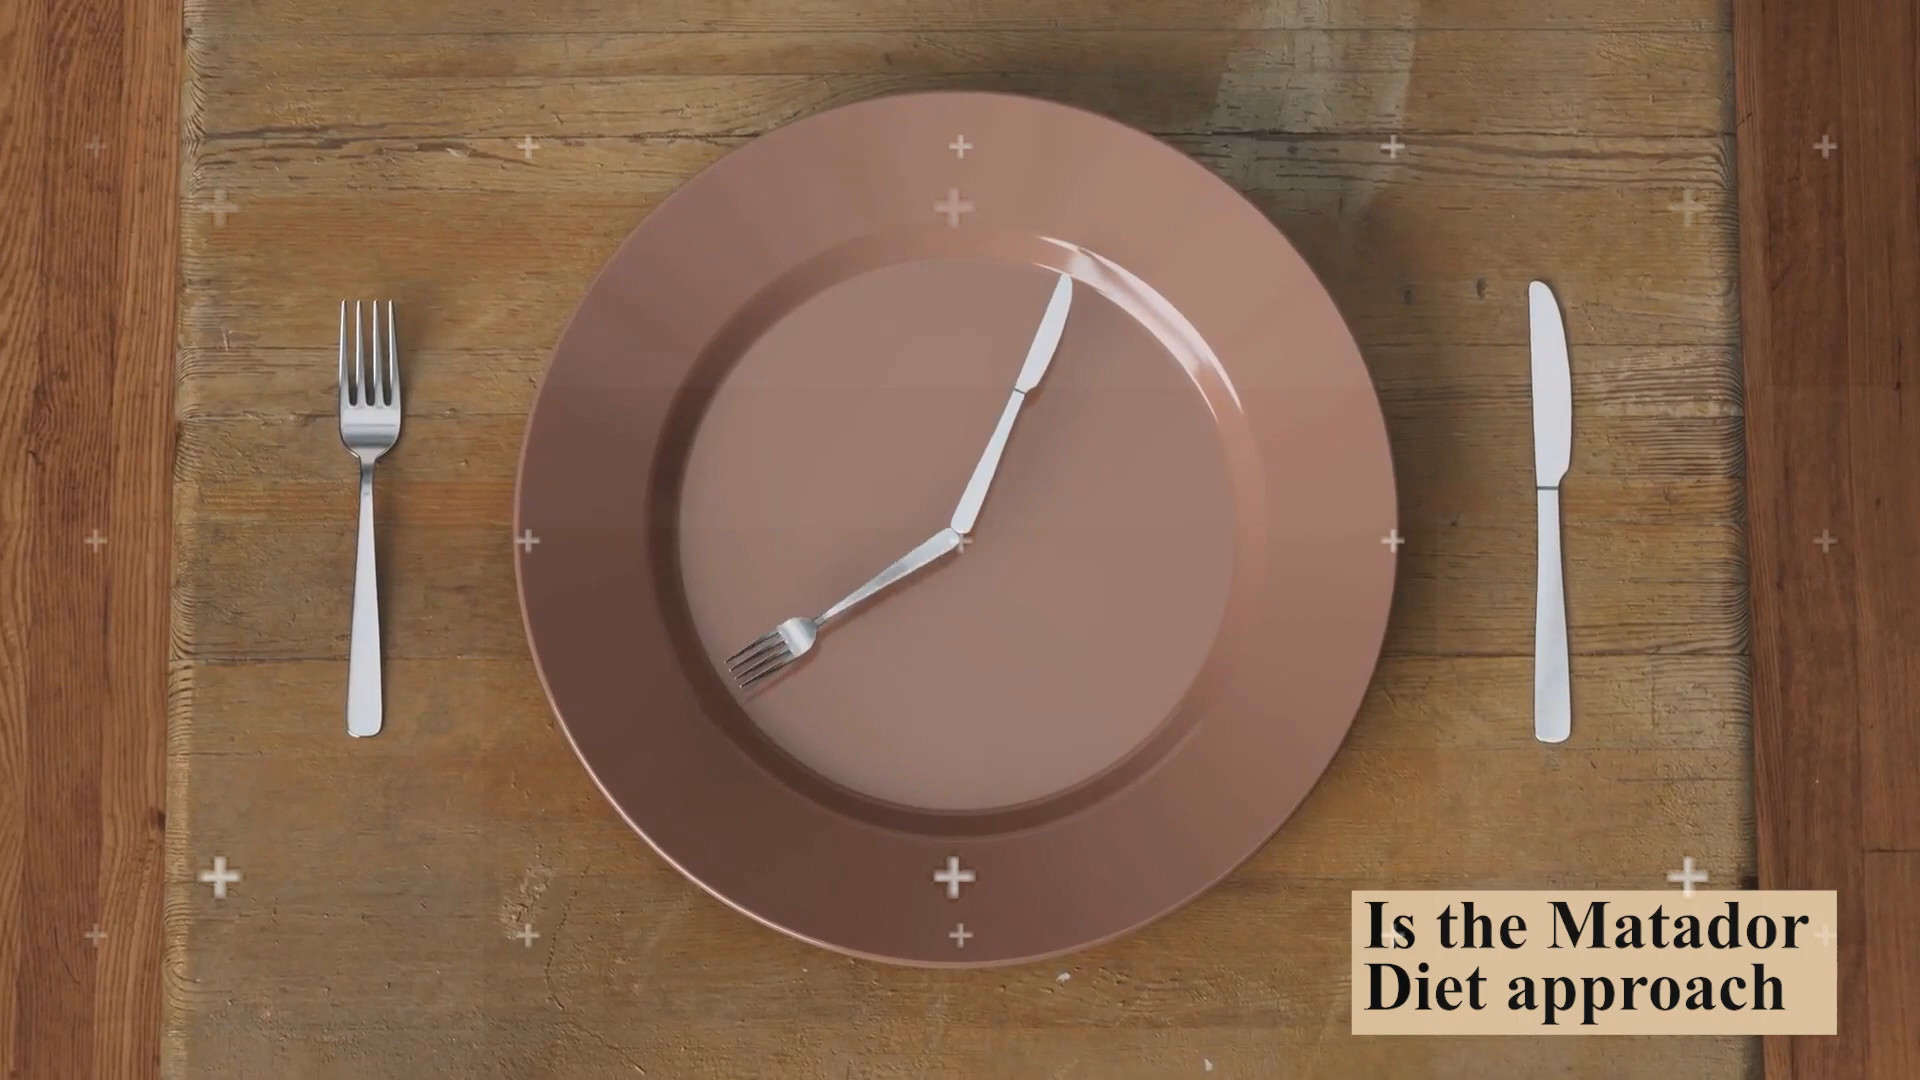 Is the Matador
Diet approach